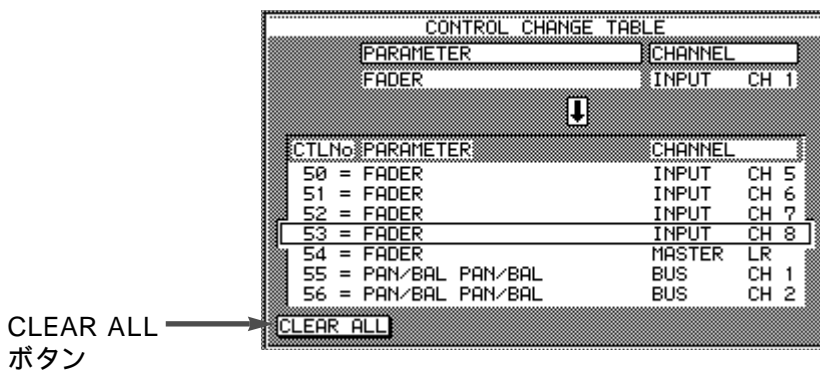 CONTROL CHANGE TABLE
PARAMETER CHANNEL
FADER INPUT CH 1
CTLNo PARAMETER CHANNEL
50 = FADER INPUT CH 5
51 = FADER INPUT CH 6
52 = FADER INPUT CH 7
53 = FADER INPUT CH 8
54 = FADER MASTER LR
55 = PAN/BAL PAN/BAL BUS CH 1
56 = PAN/BAL PAN/BAL BUS CH 2
CLEAR ALL
CLEAR ALL
ボタン